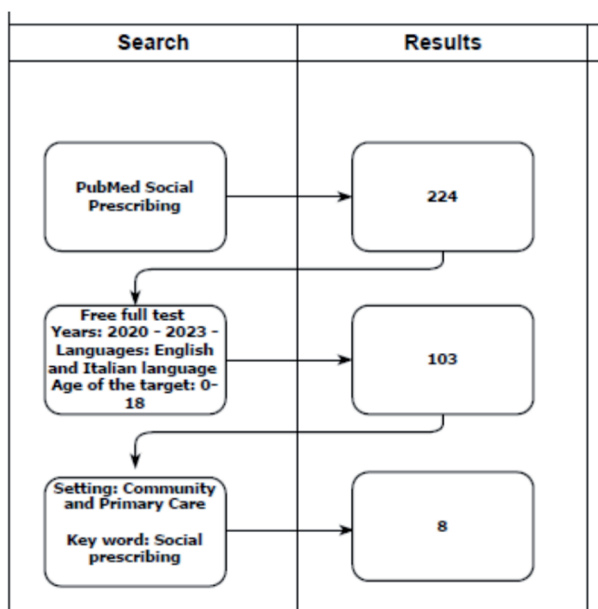 Search
Results
PubMed Social
Prescribing
224
Free full test
Years: 2020 - 2023 -
Languages: English
and Italian language
Age of the target: 0-
18
103
Setting: Community
and Primary Care
Key word: Social
prescribing
8